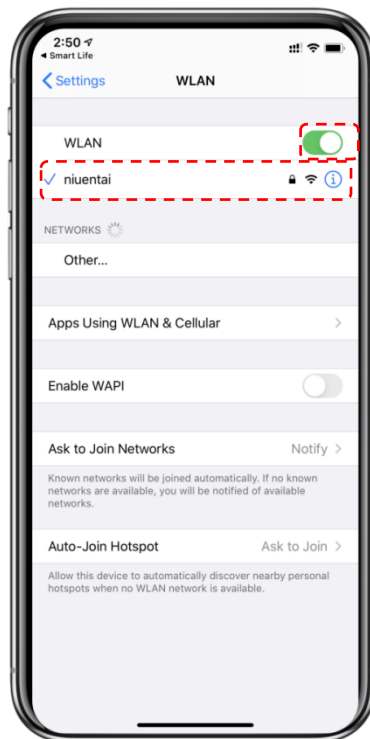 2:50
◀ Smart Life
Settings
WLAN
WLAN
niuentai
NETWORKS
Other...
Apps Using WLAN & Cellular
Enable WAPI
Ask to Join Networks Notify
Known networks will be joined automatically. If no known
networks are available, you will be notified of available
networks.
Auto-Join Hotspot Ask to Join
Allow this device to automatically discover nearby personal
hotspots when no WLAN network is available.